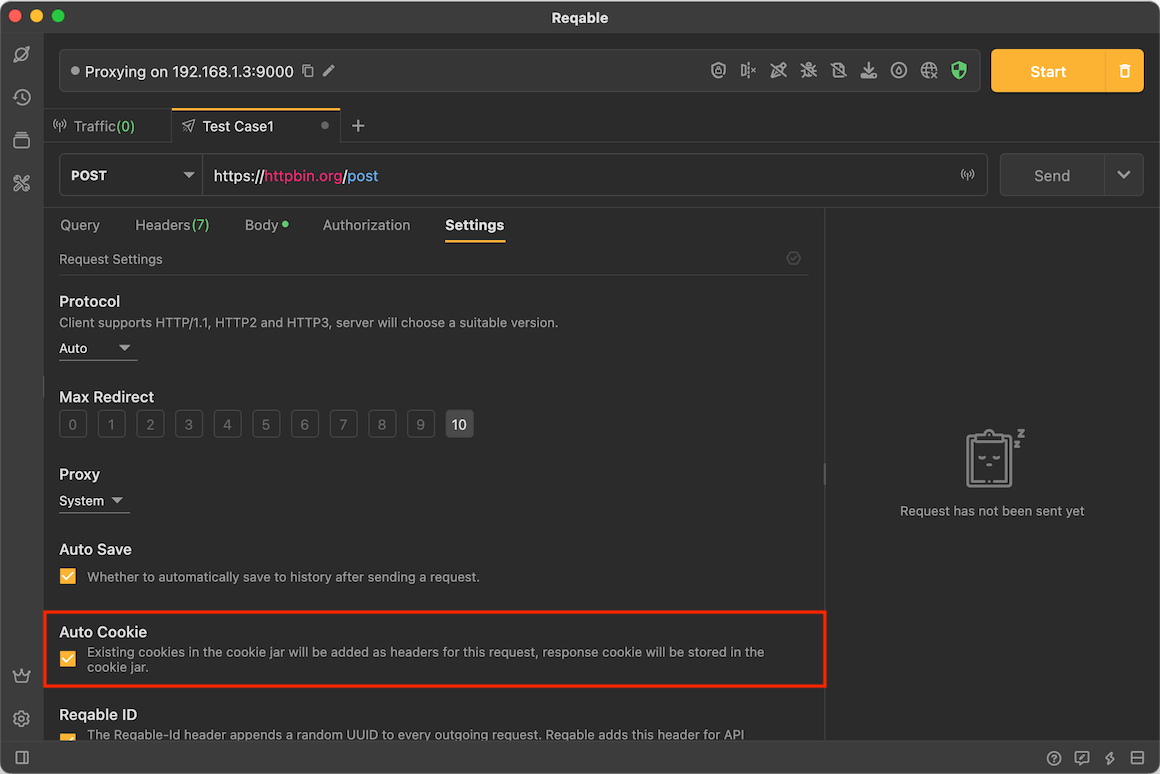 Reqable
Proxying on 192.168.1.3:9000
Start
Traffic(0)
Test Case1
POST
https://httpbin.org/post
Send
Query
Headers(7)
Body
Authorization
Settings
Request Settings
Protocol
Client supports HTTP/1.1, HTTP2 and HTTP3, server will choose a suitable version.
Auto
Max Redirect
0 1 2 3 4 5 6 7 8 9 10
Proxy
System
Auto Save
Whether to automatically save to history after sending a request.
Auto Cookie
Existing cookies in the cookie jar will be added as headers for this request, response cookie will be stored in the
cookie jar.
Reqable ID
The Reqable-Id header appends a random UUID to every outgoing request. Reqable adds this header for API
Request has not been sent yet